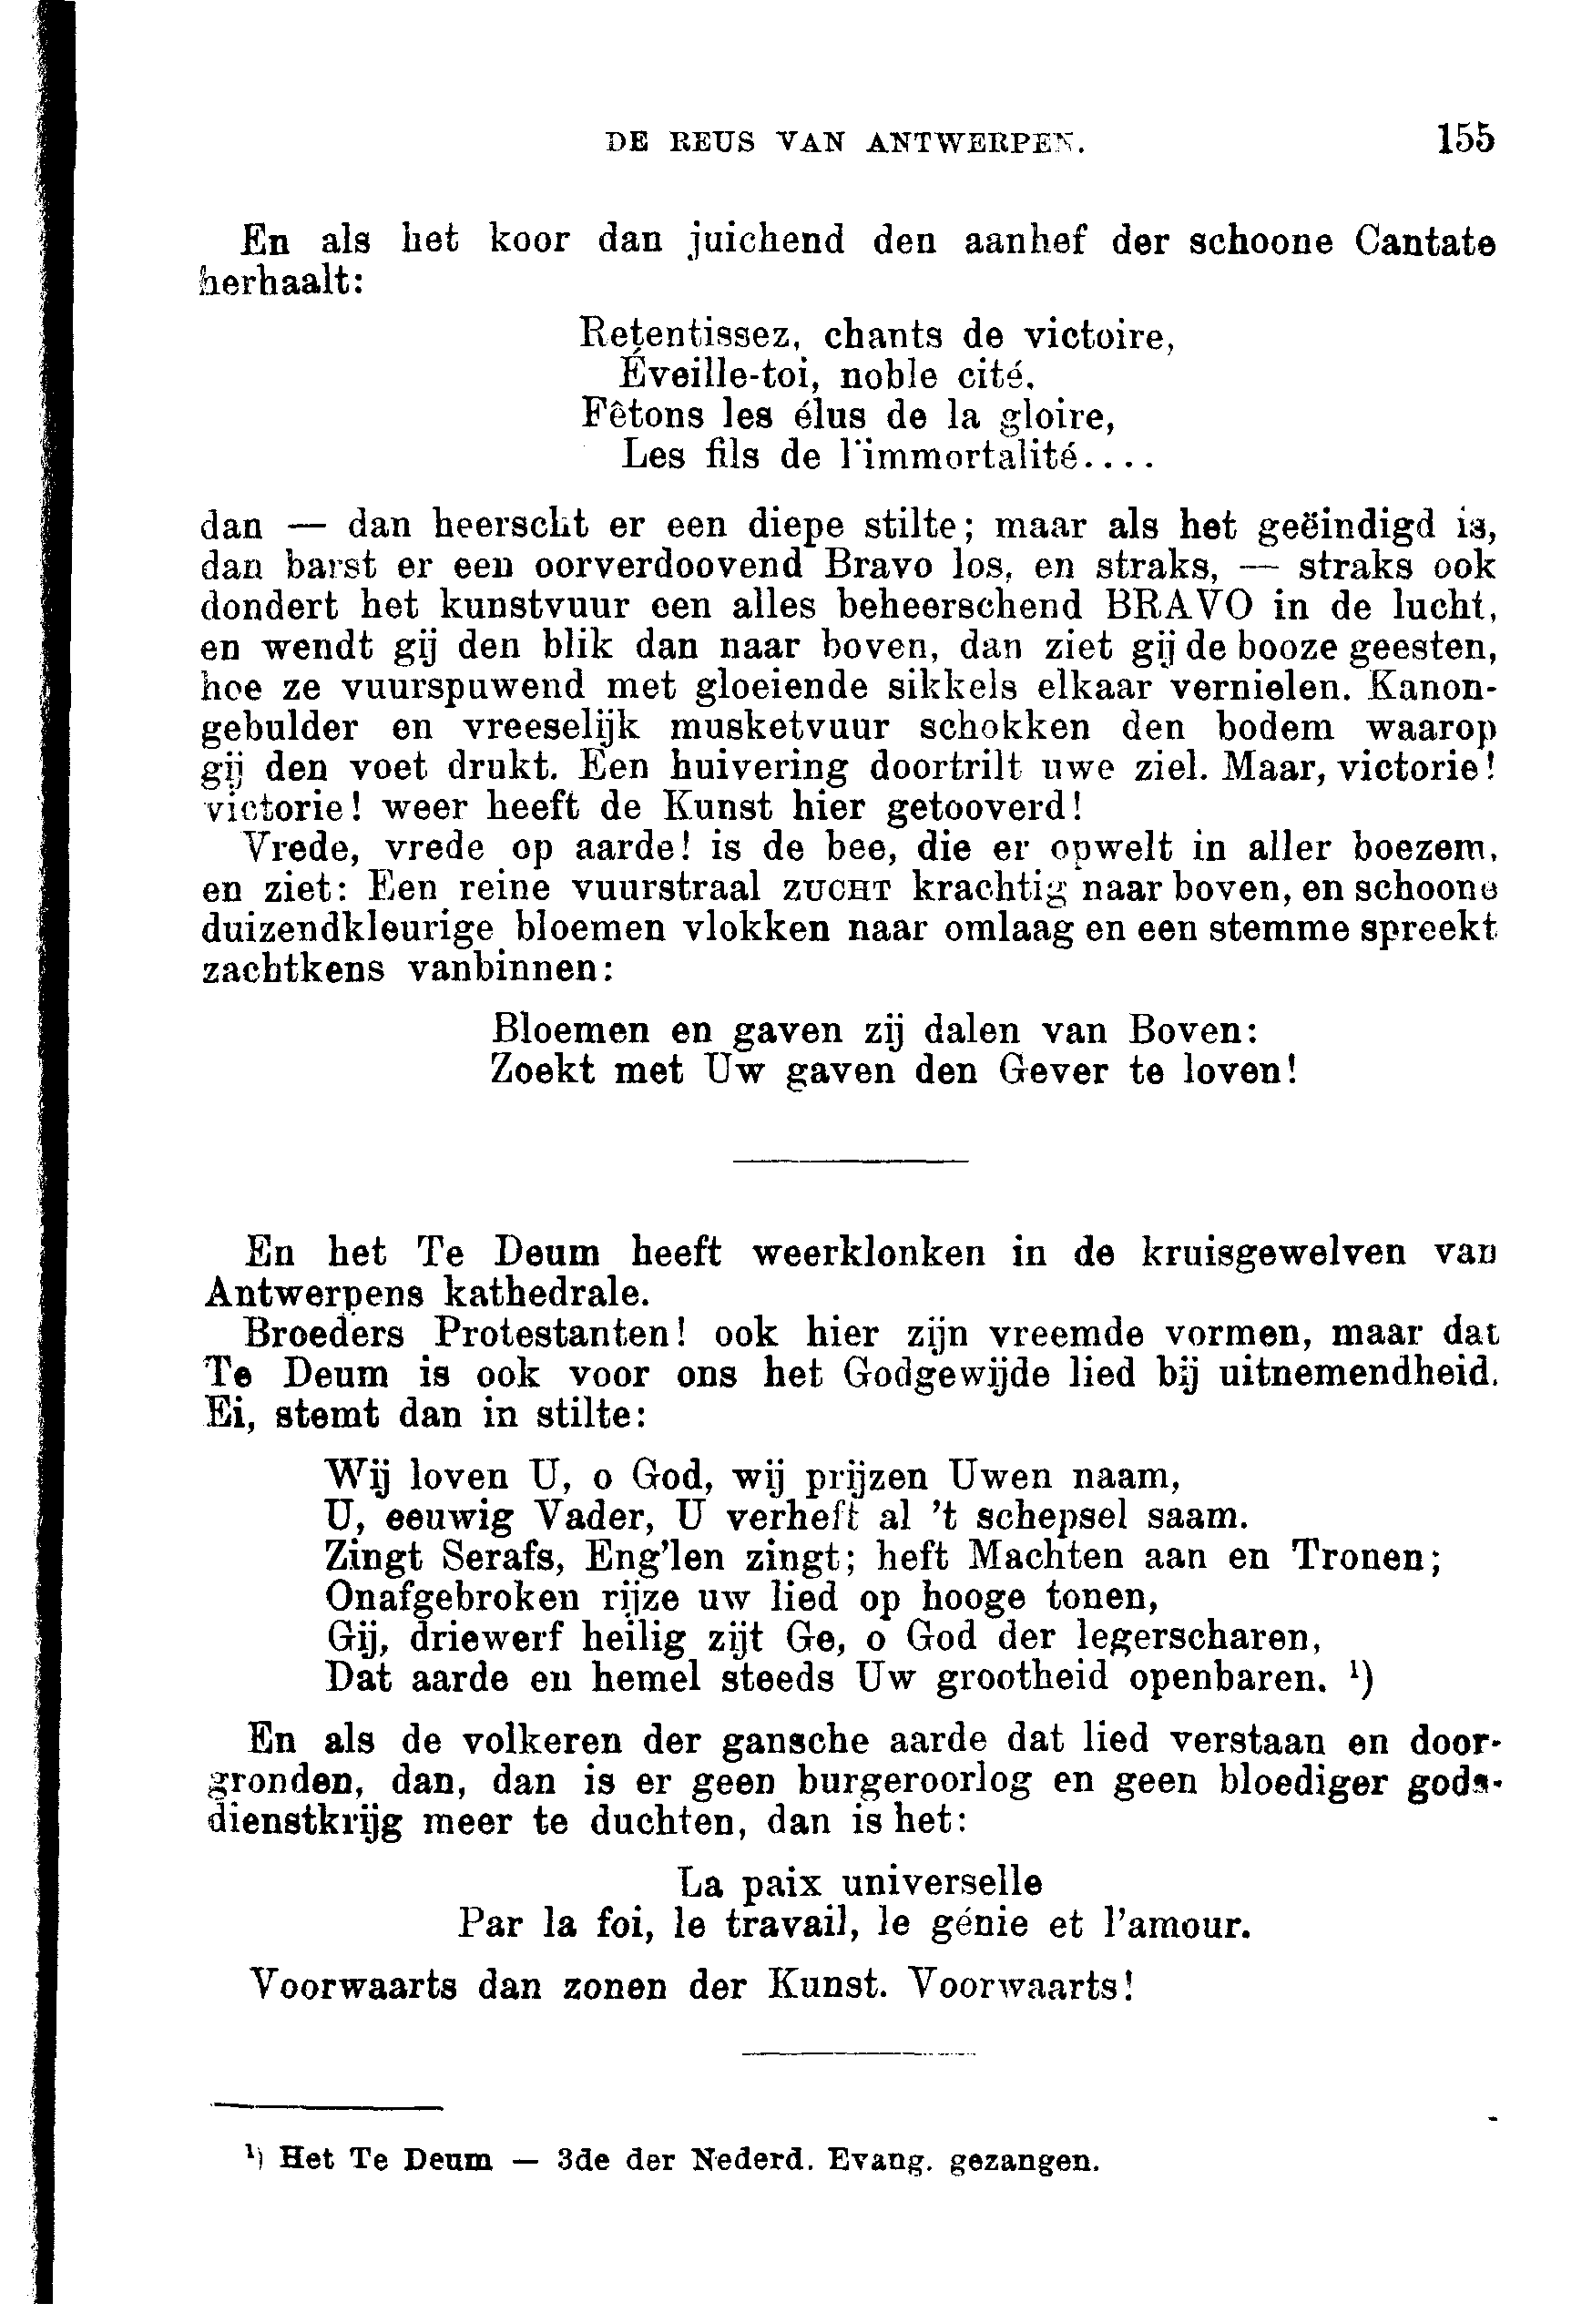 DE REUS VAN ANTWERPEN. 155
En als het koor dan juichend den aanhef der schoone Cantate
herhaalt:
Retentissez, chants de victoire,
Éveille-toi, noble cité.
Fêtons les élus de la gloire,
Les fils de l'immortalité....
dan — dan heerscht er een diepe stilte; maar als het geëindigd is,
dan barst er een oorverdoovend Bravo los, en straks, — straks ook
dondert het kunstvuur een alles beheerschend BRAVO in de lucht,
en wendt gij den blik dan naar boven, dan ziet gij de booze geesten,
hoe ze vuurspuwend met gloeiende sikkels elkaar vernielen. Kanon-
gebulder en vreeselijk musketvuur schokken den bodem waarop
gij den voet drukt. Een huivering doortrilt uwe ziel. Maar, victorie!
victorie! weer heeft de Kunst hier getooverd!
Vrede, vrede op aarde! is de bee, die er opwelt in aller boezem,
en ziet: Een reine vuurstraal ZUCHT krachtig naar boven, en schoone
duizendkleurige bloemen vlokken naar omlaag en een stemme spreekt
zachtkens vanbinnen:
Bloemen en gaven zij dalen van Boven:
Zoekt met Uw gaven den Gever te loven!
En het Te Deum heeft weerklonken in de kruisgewelven van
Antwerpens kathedrale.
Broeders Protestanten! ook hier zijn vreemde vormen, maar dat
Te Deum is ook voor ons het Godgewijde lied bij uitnemendheid.
Ei, stemt dan in stilte:
Wij loven U, o God, wij prijzen Uwen naam,
U, eeuwig Vader, U verheft al 't schepsel saam.
Zingt Serafs, Eng'len zingt; heft Machten aan en Tronen;
Onafgebroken rijze uw lied op hooge tonen,
Gij, driewerf heilig zijt Ge, o God der legerscharen,
Dat aarde en hemel steeds Uw grootheid openbaren. ¹)
En als de volkeren der gansche aarde dat lied verstaan en door-
gronden, dan, dan is er geen burgeroorlog en geen bloediger gods-
dienstkrijg meer te duchten, dan is het:
La paix universelle
Par la foi, le travail, le génie et l'amour.
Voorwaarts dan zonen der Kunst. Voorwaarts!
¹) Het Te Deum — 3de der Nederd. Evang. gezangen.